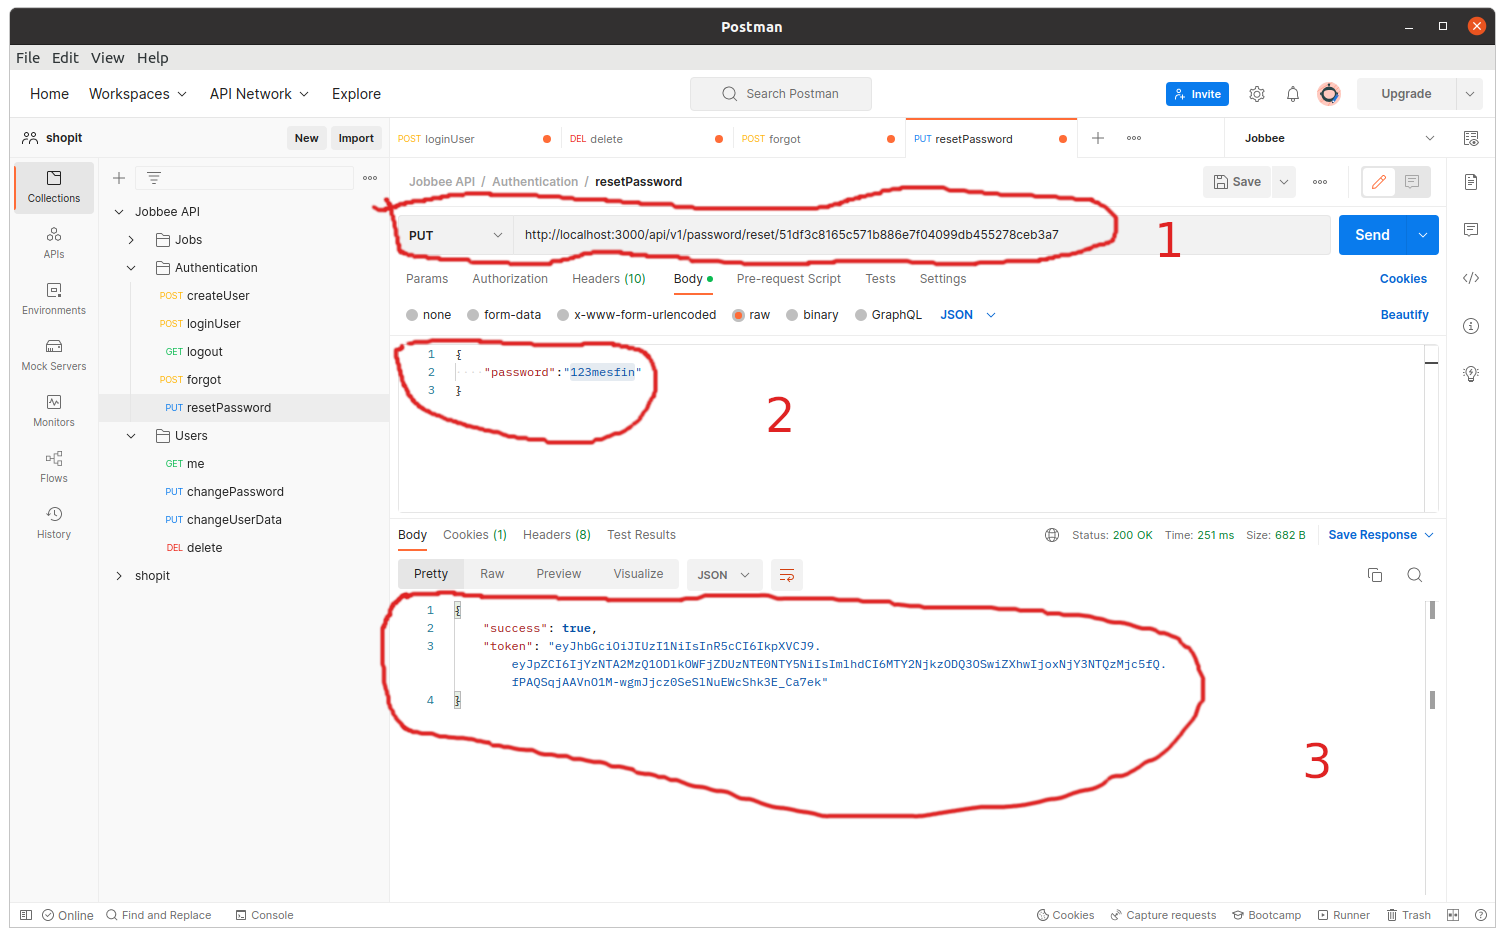 Postman
File Edit View Help
Home Workspaces API Network Explore
Search Postman
Invite
Upgrade
shopit
New Import
POST loginUser
DEL delete
POST forgot
PUT resetPassword
Jobbee
Collections
APIs
Environments
Mock Servers
Monitors
Flows
History
Jobbee API
Jobs
Authentication
POST createUser
POST loginUser
GET logout
POST forgot
PUT resetPassword
Users
GET me
PUT changePassword
PUT changeUserData
DEL delete
shopit
Jobbee API / Authentication / resetPassword
Save
PUT
http://localhost:3000/api/v1/password/reset/51df3c8165c571b886e7f04099db455278ceb3a7
1
Send
Params Authorization Headers (10) Body Pre-request Script Tests Settings
Cookies
none form-data x-www-form-urlencoded raw binary GraphQL JSON
Beautify
1 {
2 "password":"123mesfin"
3 }
2
Body Cookies (1) Headers (8) Test Results
Status: 200 OK Time: 251 ms Size: 682 B Save Response
Pretty Raw Preview Visualize JSON
1 {
2 "success": true,
3 "token": "eyJhbGciOiJIUzI1NiIsInR5cCI6IkpXVCJ9.
eyJpZCI6IjYzNTA2MzQ1ODlkOWFjZDUzNTE0NTY5NiIsImlhdCI6MTY2NjkzODQ3OSwiZXhwIjoxNjY3NTQzMjc5fQ.
fPAQSqjAAVnO1M-wgmJjcz0SeSlNuEWcShk3E_Ca7ek"
4 }
3
Online Find and Replace Console
Cookies Capture requests Bootcamp Runner Trash